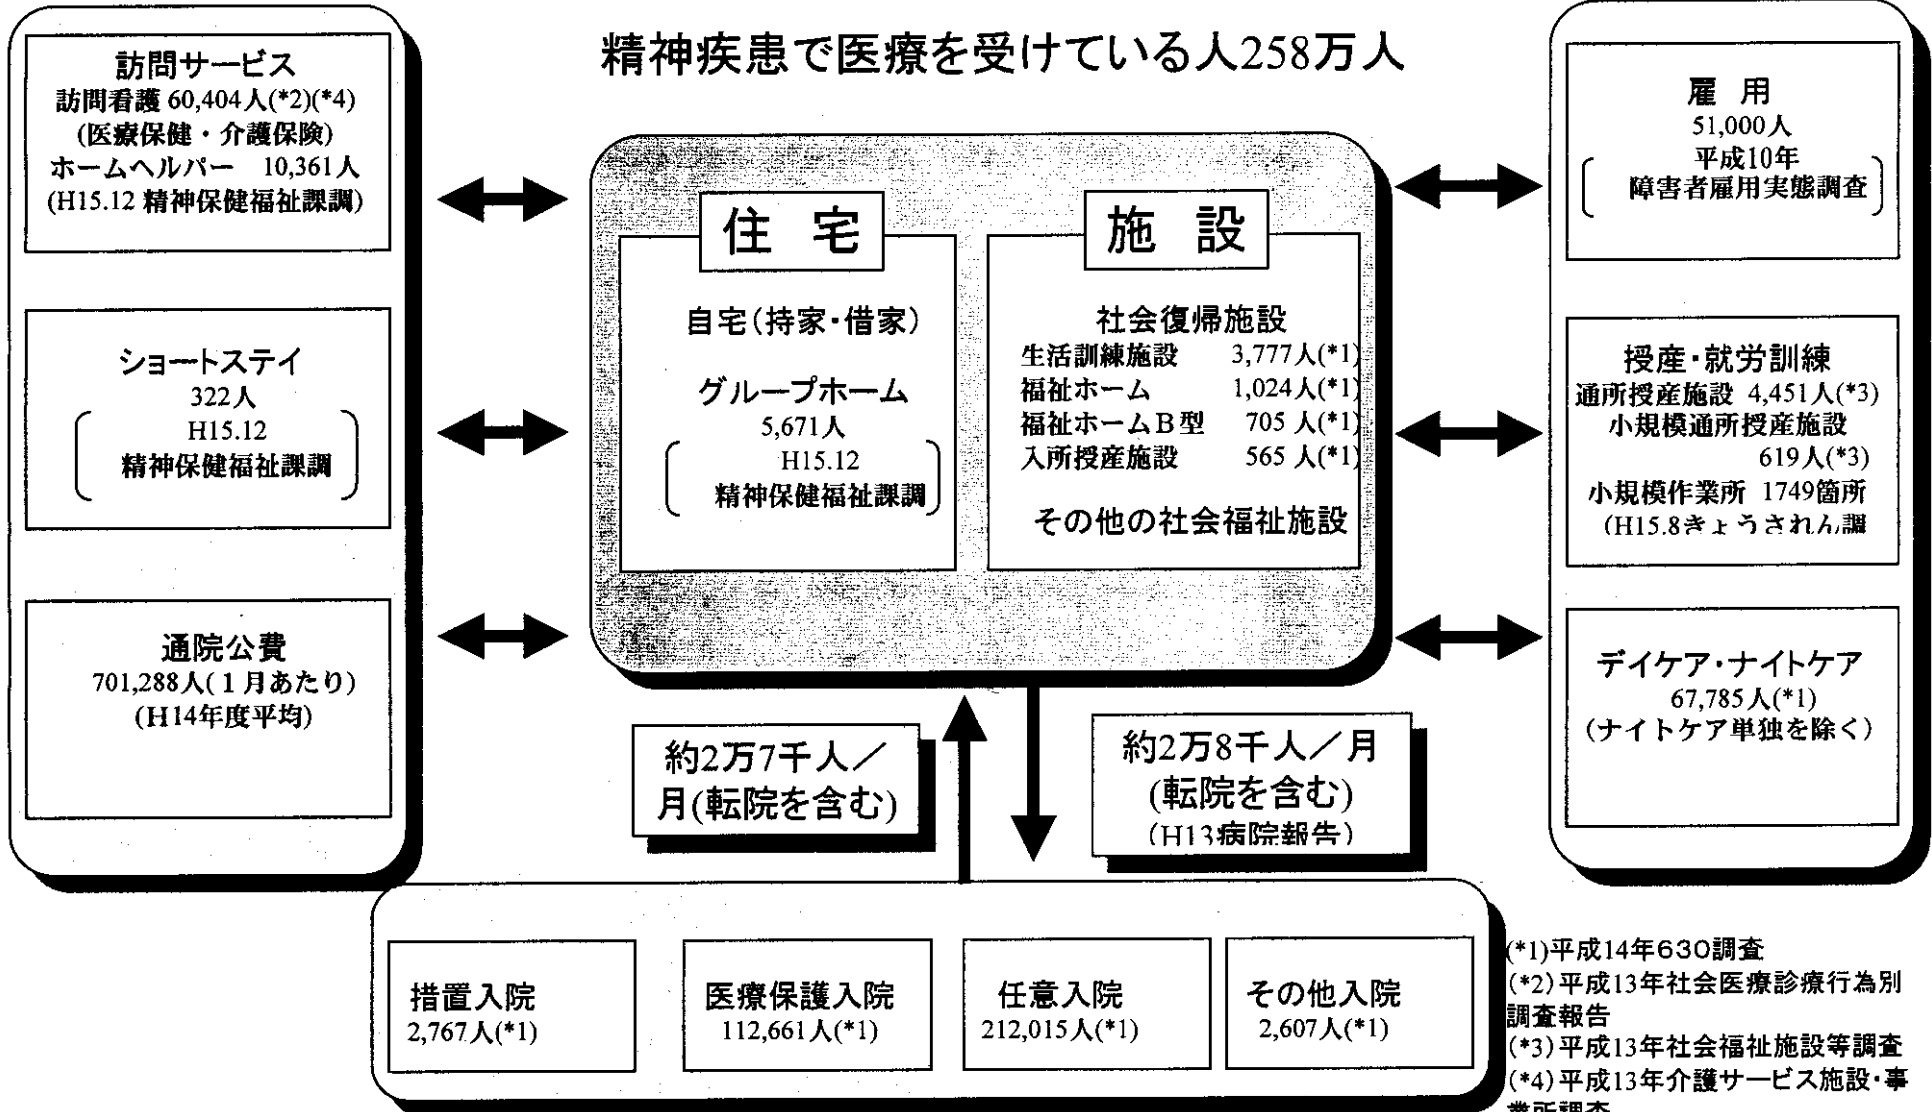 精神疾患で医療を受けている人258万人
訪問サービス
訪問看護 60,404人(*2)(*4)
(医療保健・介護保険)
ホームヘルパー 10,361人
(H15.12 精神保健福祉課調)
ショートステイ
322人
H15.12
精神保健福祉課調
通院公費
701,288人(1月あたり)
(H14年度平均)
住 宅
自宅(持家・借家)
グループホーム
5,671人
H15.12
精神保健福祉課調
施 設
社会復帰施設
生活訓練施設 3,777人(*1)
福祉ホーム 1,024人(*1)
福祉ホームB型 705人(*1)
入所授産施設 565人(*1)
その他の社会福祉施設
雇 用
51,000人
平成10年
障害者雇用実態調査
授産・就労訓練
通所授産施設 4,451人(*3)
小規模通所授産施設
619人(*3)
小規模作業所 1749箇所
(H15.8きょうされん調
デイケア・ナイトケア
67,785人(*1)
(ナイトケア単独を除く)
約2万7千人/
月(転院を含む)
約2万8千人/月
(転院を含む)
(H13病院報告)
措置入院
2,767人(*1)
医療保護入院
112,661人(*1)
任意入院
212,015人(*1)
その他入院
2,607人(*1)
(*1)平成14年630調査
(*2)平成13年社会医療診療行為別
調査報告
(*3)平成13年社会福祉施設等調査
(*4)平成13年介護サービス施設・事
業所調査